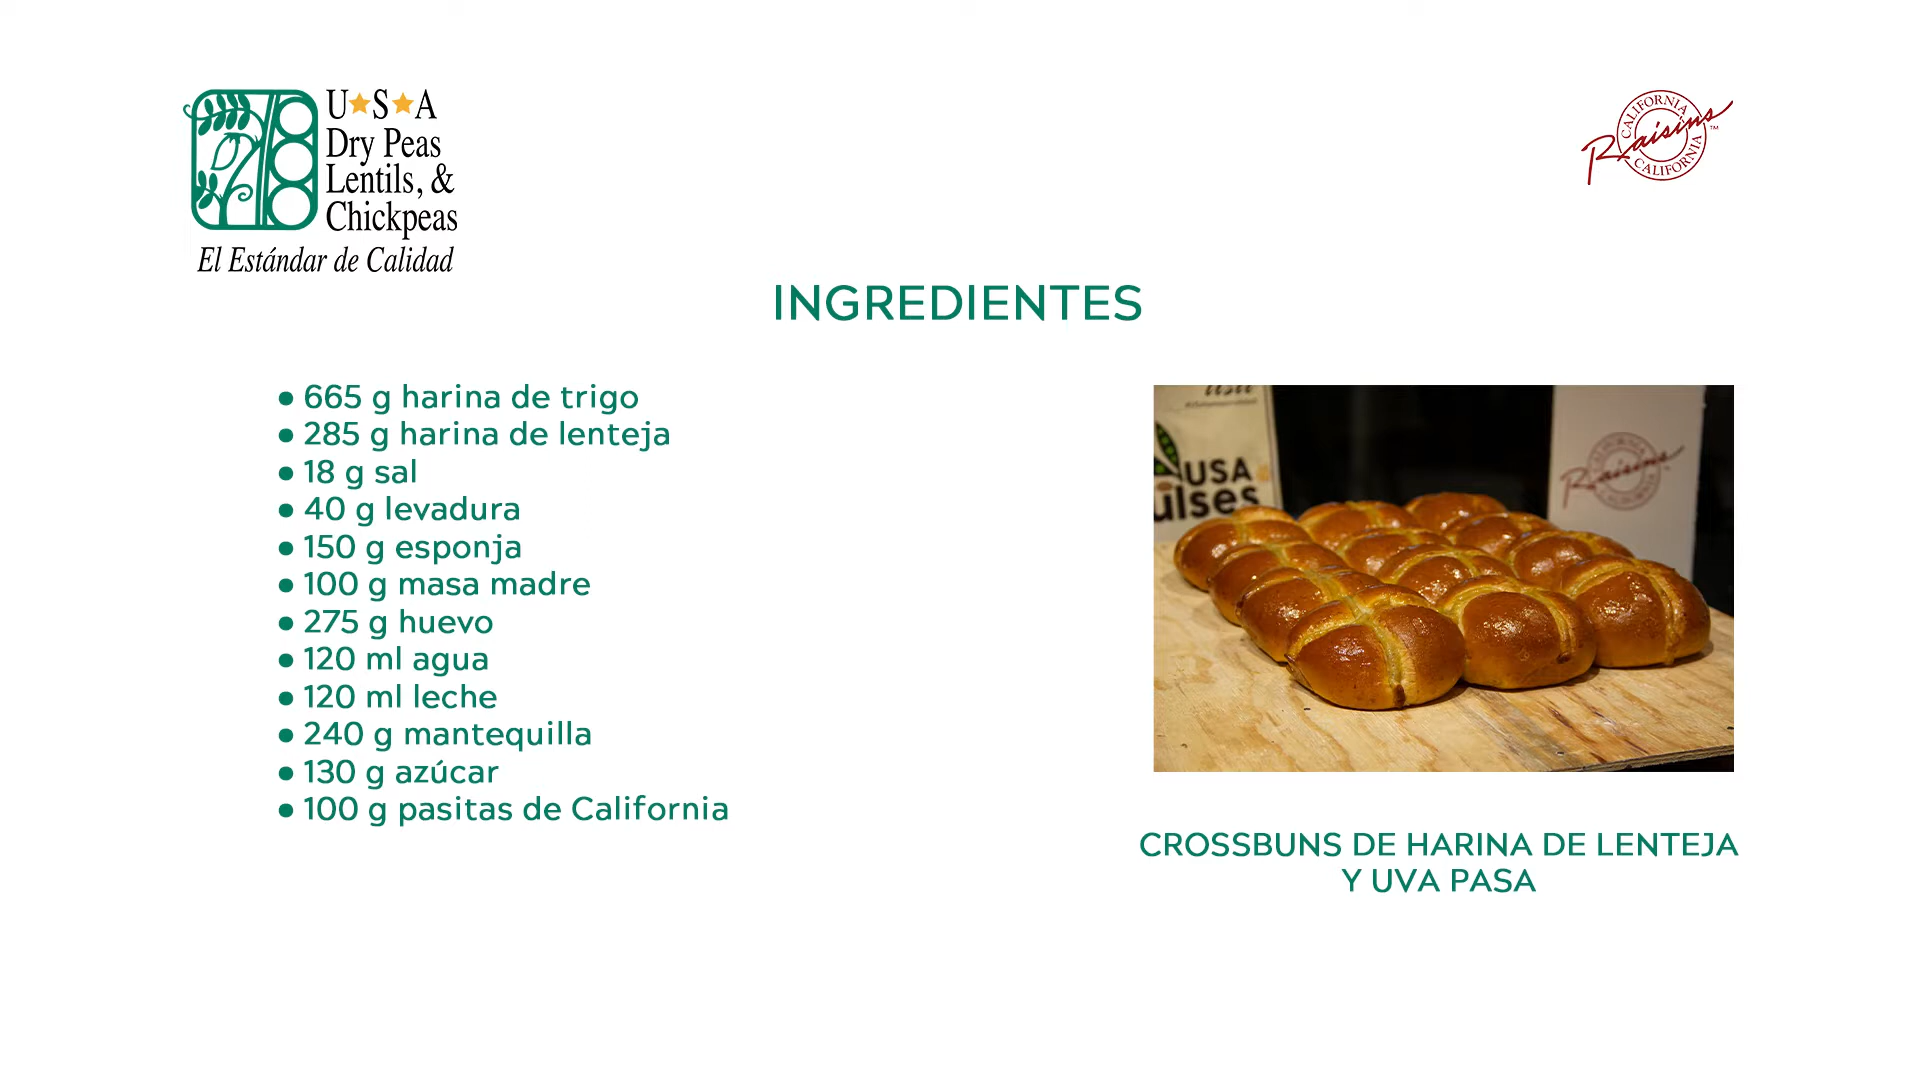 U★S★A
Dry Peas
Lentils, &
Chickpeas
El Estándar de Calidad
CALIFORNIA
Raisins™
CALIFORNIA
INGREDIENTES
• 665 g harina de trigo
• 285 g harina de lenteja
• 18 g sal
• 40 g levadura
• 150 g esponja
• 100 g masa madre
• 275 g huevo
• 120 ml agua
• 120 ml leche
• 240 g mantequilla
• 130 g azúcar
• 100 g pasitas de California
USA
Raisins
CROSSBUNS DE HARINA DE LENTEJA
Y UVA PASA